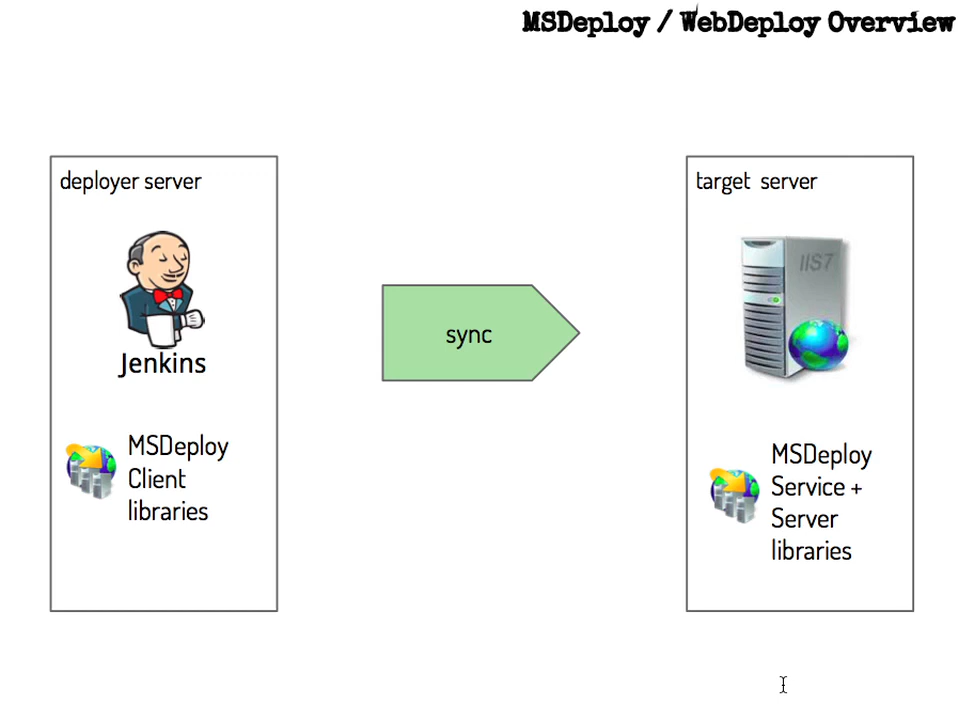 MSDeploy / WebDeploy Overview
deployer server
Jenkins
MSDeploy
Client
libraries
sync
target server
IIS7
MSDeploy
Service +
Server
libraries